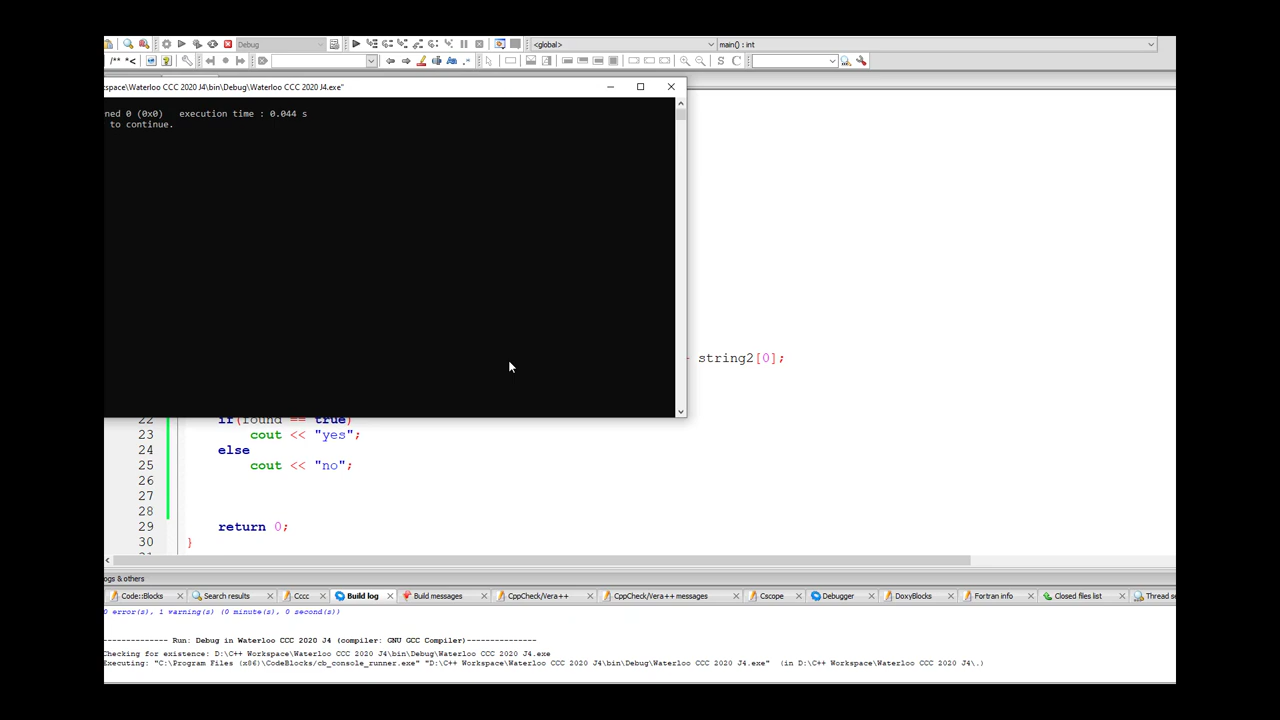 Debug
<global>
main() : int
/** *<
S C
space\Waterloo CCC 2020 J4\bin\Debug\Waterloo CCC 2020 J4.exe"
ned 0 (0x0)   execution time : 0.044 s
to continue.
string2[0];
22 if(found == true)
23 cout << "yes";
24 else
25 cout << "no";
26
27
28
29 return 0;
30 }
ogs & others
Code::Blocks Search results Cccc Build log Build messages CppCheck/Vera++ CppCheck/Vera++ messages Cscope Debugger DoxyBlocks Fortran info Closed files list Thread se
0 error(s), 1 warning(s) (0 minute(s), 0 second(s))
-------------- Run: Debug in Waterloo CCC 2020 J4 (compiler: GNU GCC Compiler)---------------
Checking for existence: D:\C++ Workspace\Waterloo CCC 2020 J4\bin\Debug\Waterloo CCC 2020 J4.exe
Executing: "C:\Program Files (x86)\CodeBlocks/cb_console_runner.exe" "D:\C++ Workspace\Waterloo CCC 2020 J4\bin\Debug\Waterloo CCC 2020 J4.exe"  (in D:\C++ Workspace\Waterloo CCC 2020 J4\.)